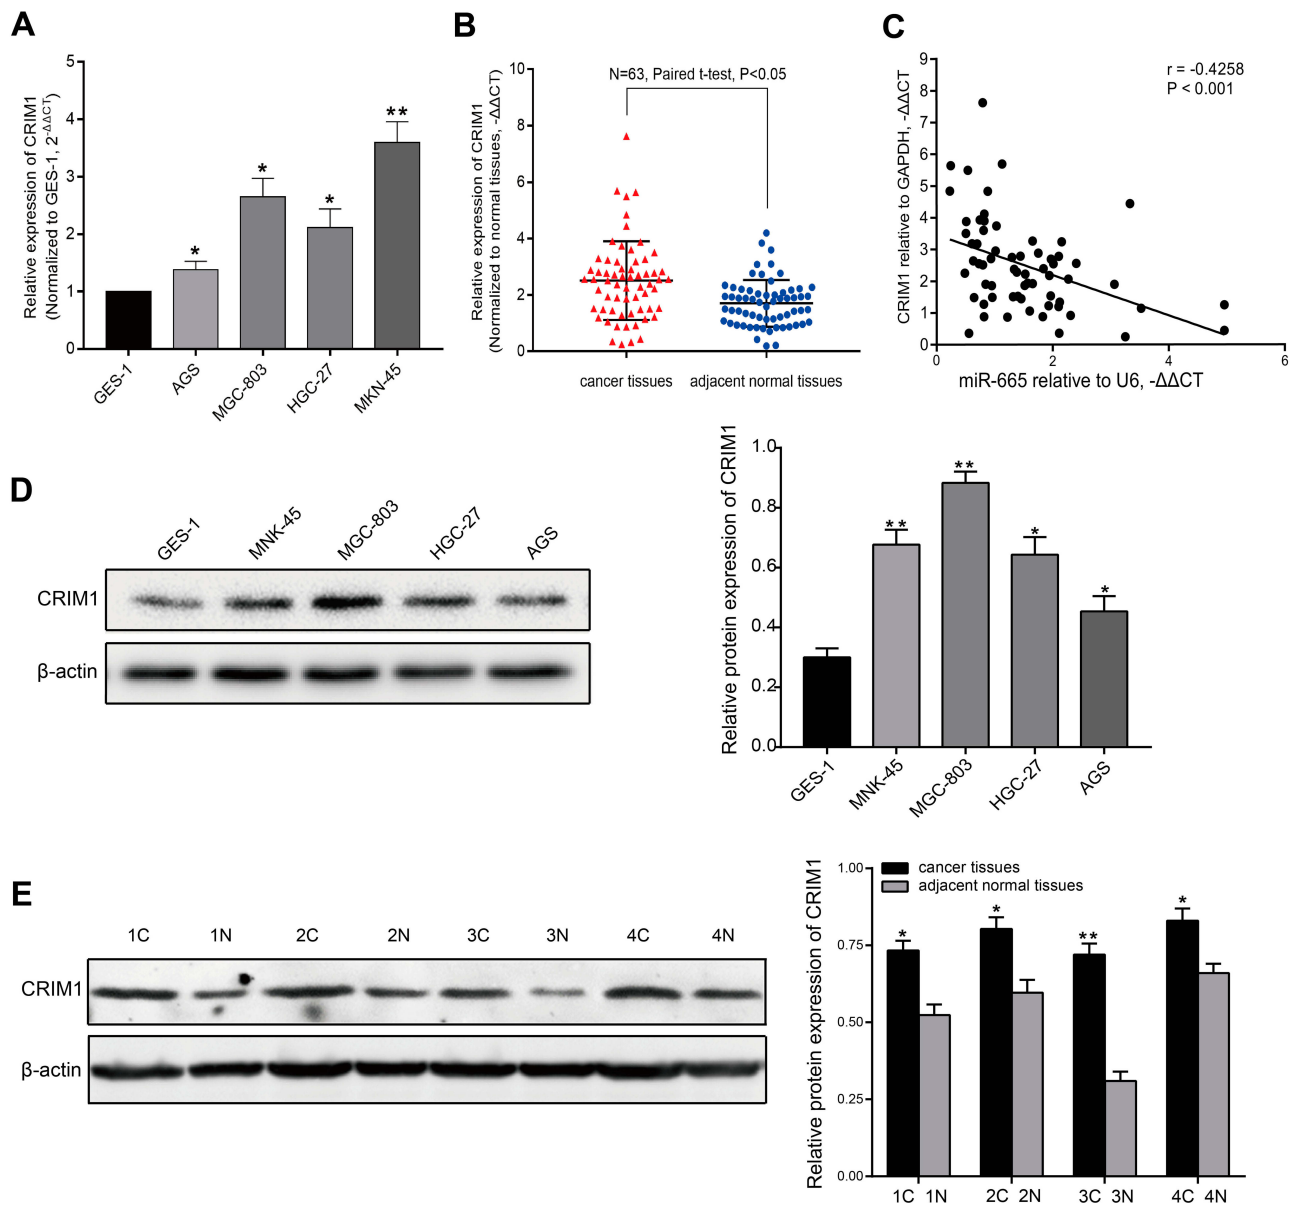 A
Relative expression of CRIM1
(Normalized to GES-1, 2-ΔΔCT)
5
4
3
2
1
0
*
*
*
**
GES-1
AGS
MGC-803
HGC-27
MKN-45
B
Relative expression of CRIM1
(Normalized to normal tissues, -ΔΔCT)
N=63, Paired t-test, P<0.05
10
8
6
4
2
0
cancer tissues
adjacent normal tissues
C
CRIM1 relative to GAPDH, -ΔΔCT
r = -0.4258
P < 0.001
9
8
7
6
5
4
3
2
1
0
0 2 4 6
miR-665 relative to U6, -ΔΔCT
D
GES-1
MNK-45
MGC-803
HGC-27
AGS
CRIM1
β-actin
Relative protein expression of CRIM1
1.0
0.8
0.6
0.4
0.2
0.0
**
**
*
*
GES-1
MNK-45
MGC-803
HGC-27
AGS
E
1C 1N 2C 2N 3C 3N 4C 4N
CRIM1
β-actin
Relative protein expression of CRIM1
cancer tissues
adjacent normal tissues
1.00
0.75
0.50
0.25
0.00
*
*
**
*
1C 1N 2C 2N 3C 3N 4C 4N